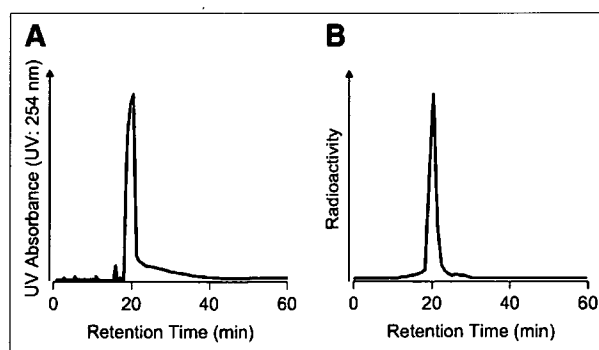 A
UV Absorbance (UV: 254 nm)
0 20 40 60
Retention Time (min)
B
Radioactivity
0 20 40 60
Retention Time (min)